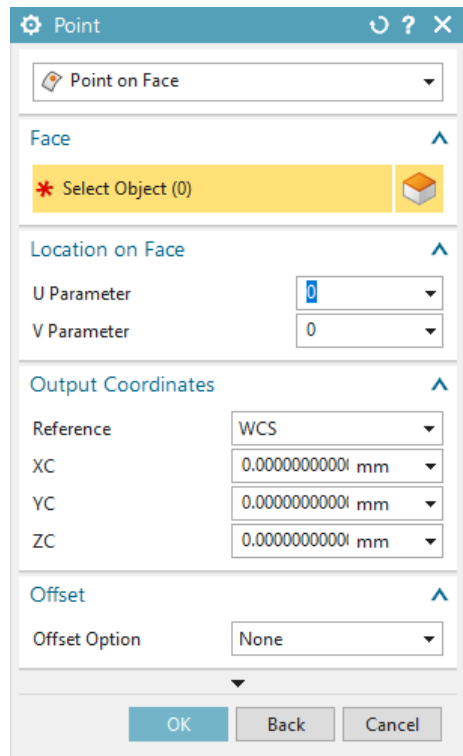 Point ?
Point on Face
Face
* Select Object (0)
Location on Face
U Parameter 0
V Parameter 0
Output Coordinates
Reference WCS
XC 0.0000000000 mm
YC 0.0000000000 mm
ZC 0.0000000000 mm
Offset
Offset Option None
OK Back Cancel